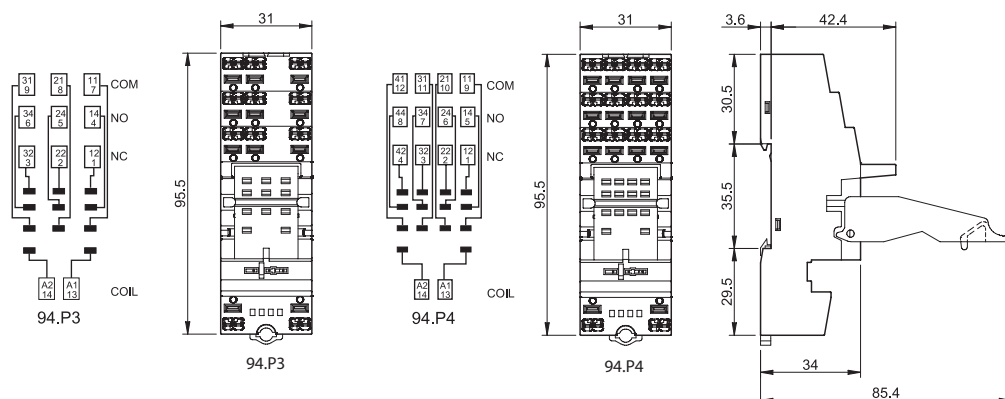 31 9
21 8
11 7
COM
34 6
24 5
14 4
NO
32 3
22 2
12 1
NC
A2 14
A1 13
COIL
94.P3
31
95.5
94.P3
41 12
31 11
21 10
11 9
COM
44 8
34 7
24 6
14 5
NO
42 4
32 3
22 2
12 1
NC
A2 14
A1 13
COIL
94.P4
31
95.5
94.P4
3.6
42.4
30.5
35.5
29.5
34
85.4